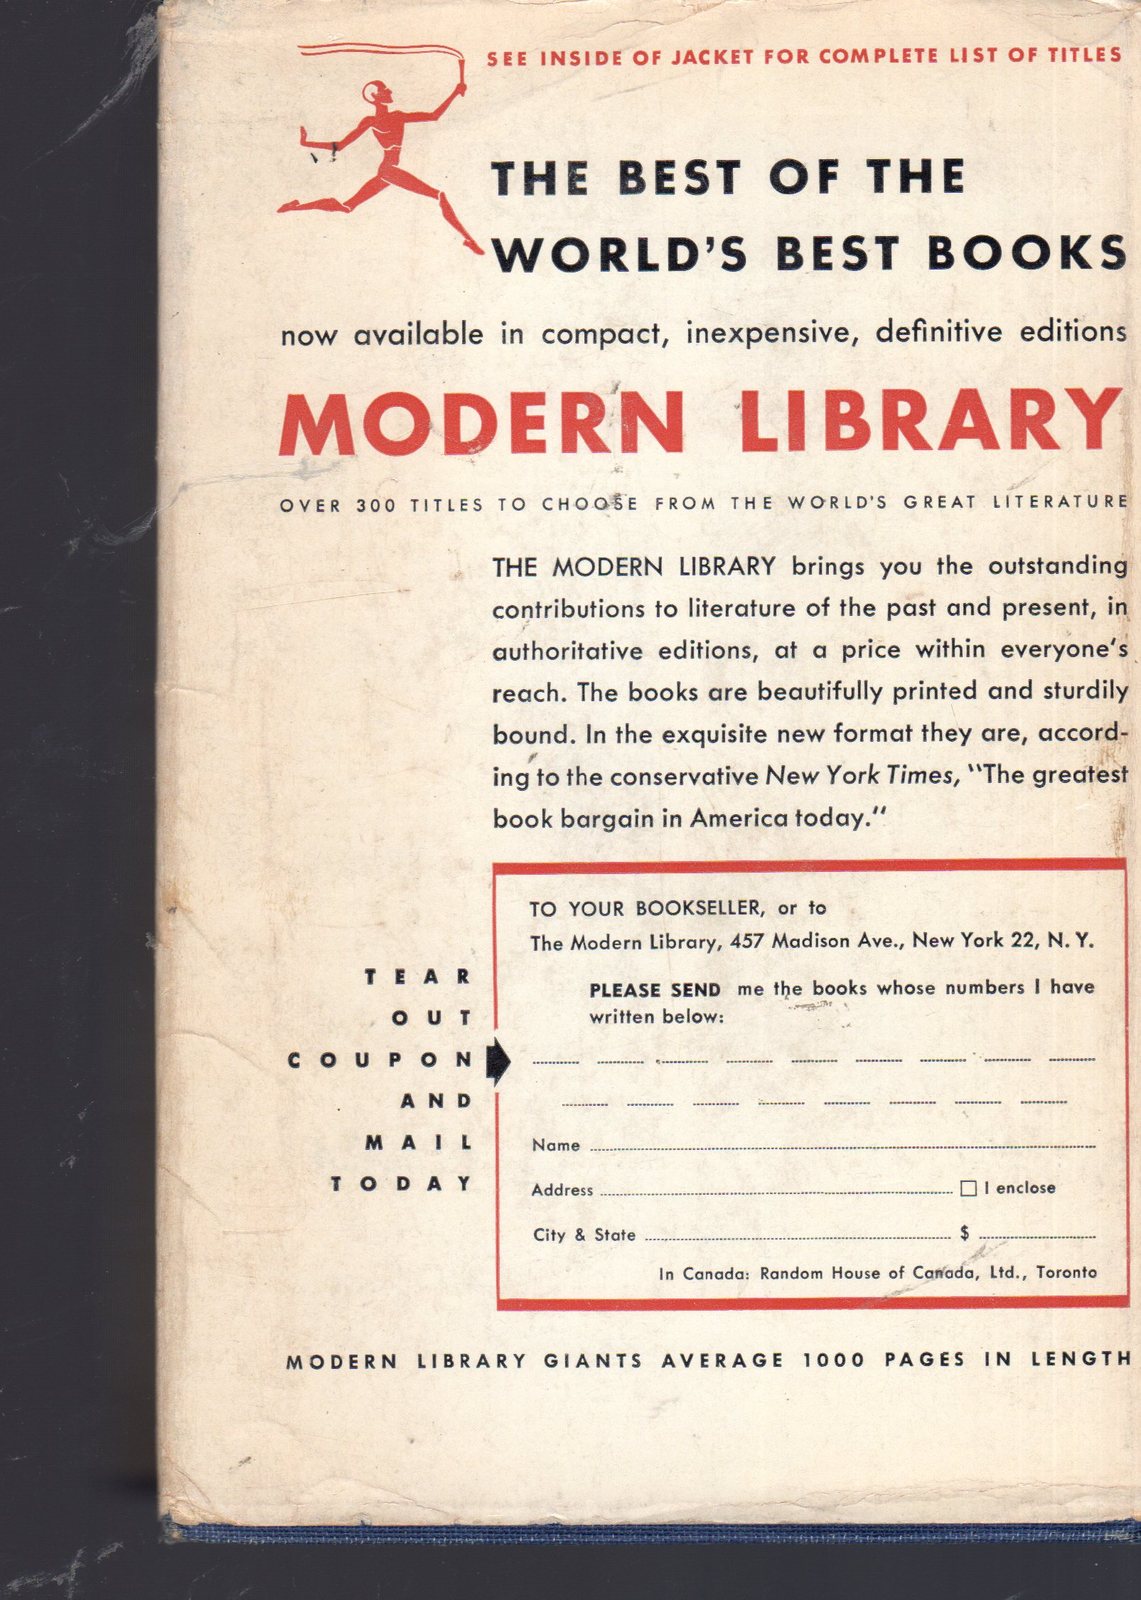 SEE INSIDE OF JACKET FOR COMPLETE LIST OF TITLES
THE BEST OF THE
WORLD'S BEST BOOKS
now available in compact, inexpensive, definitive editions
MODERN LIBRARY
OVER 300 TITLES TO CHOOSE FROM THE WORLD'S GREAT LITERATURE
THE MODERN LIBRARY brings you the outstanding
contributions to literature of the past and present, in
authoritative editions, at a price within everyone's
reach. The books are beautifully printed and sturdily
bound. In the exquisite new format they are, accord-
ing to the conservative New York Times, "The greatest
book bargain in America today."
TEAR
OUT
COUPON
AND
MAIL
TODAY
TO YOUR BOOKSELLER, or to
The Modern Library, 457 Madison Ave., New York 22, N. Y.
PLEASE SEND me the books whose numbers I have
written below:
Name
Address I enclose
City & State $
In Canada: Random House of Canada, Ltd., Toronto
MODERN LIBRARY GIANTS AVERAGE 1000 PAGES IN LENGTH